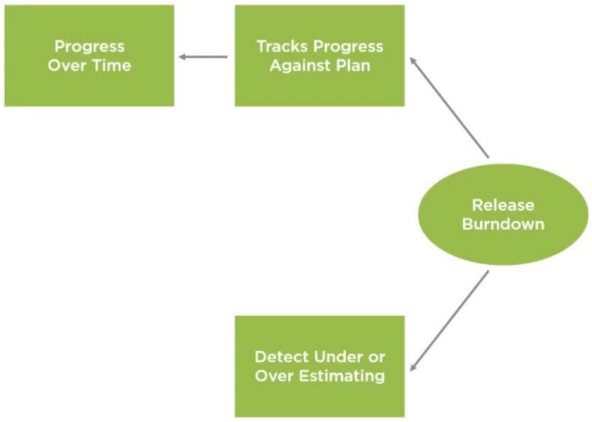 Progress
Over Time
Tracks Progress
Against Plan
Release
Burndown
Detect Under or
Over Estimating